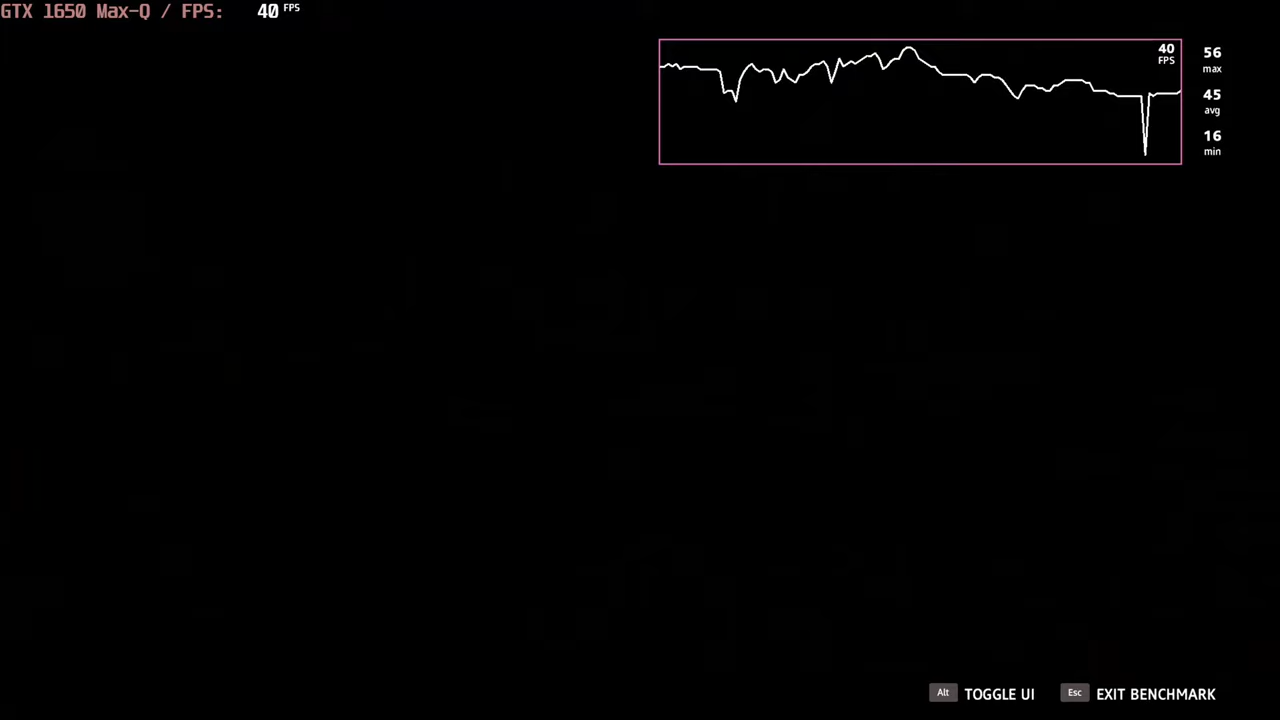 GTX 1650 Max-Q / FPS: 40 FPS
40
FPS
56
max
45
avg
16
min
Alt TOGGLE UI Esc EXIT BENCHMARK